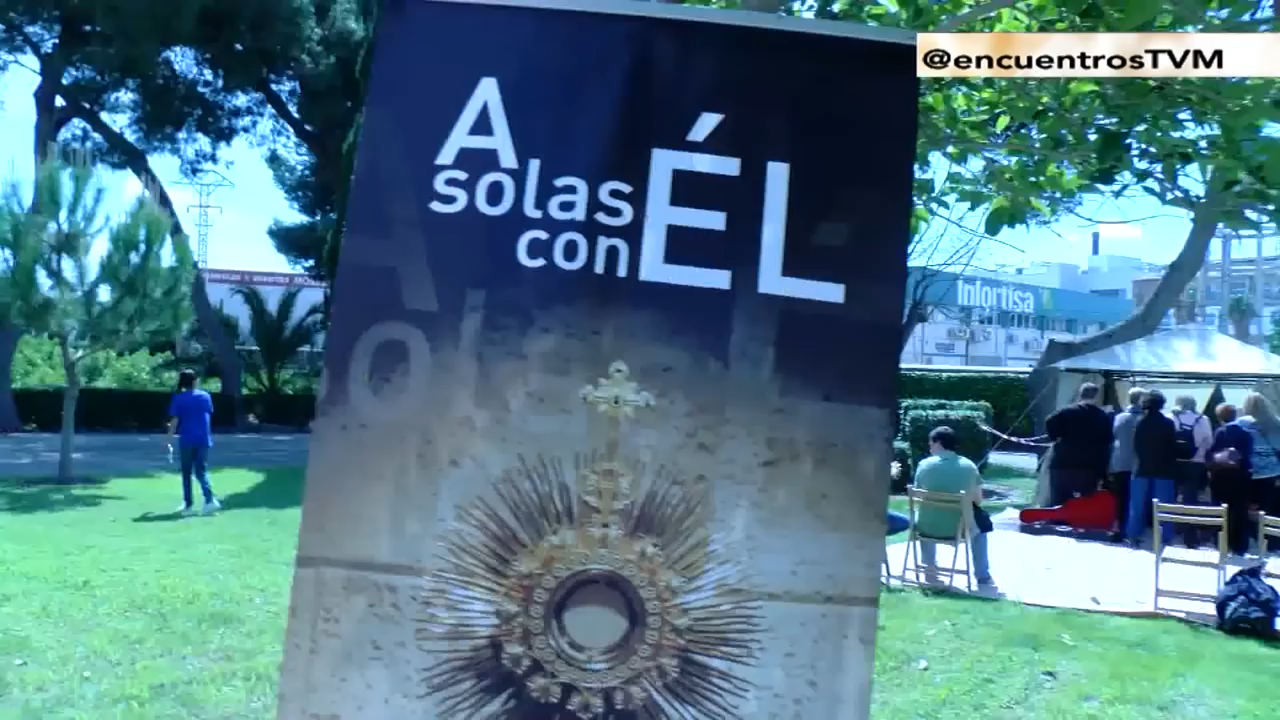 @encuentrosTVM
A
solas
con ÉL
Infortisa